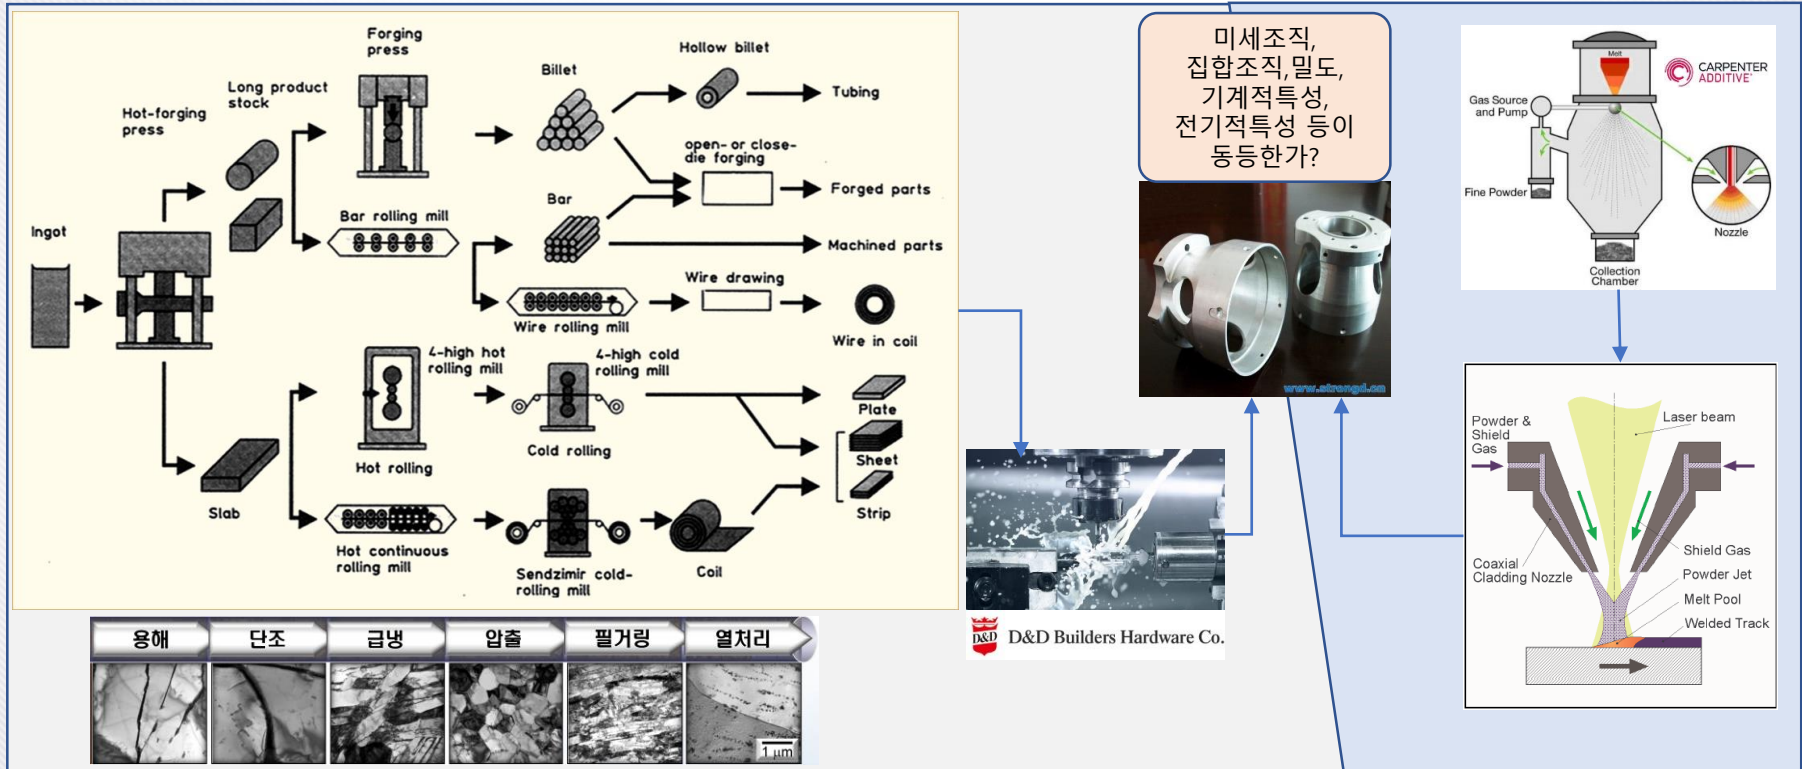 Forging
press
Hollow billet
Billet
Long product
stock
Tubing
Hot-forging
press
open- or close-
die forging
Forged parts
Bar
Bar rolling mill
Ingot
Machined parts
Wire drawing
Wire rolling mill
Wire in coil
4-high hot
rolling mill
4-high cold
rolling mill
Plate
Cold rolling
Hot rolling
Sheet
Slab
Strip
Hot continuous
rolling mill
Sendzimir cold-
rolling mill
Coil
용해
단조
급냉
압출
필거링
열처리
1 μm
D&D
D&D Builders Hardware Co.
미세조직,
집합조직,밀도,
기계적특성,
전기적특성 등이
동등한가?
www.strongd.cn
Melt
CARPENTER
ADDITIVE®
Gas Source
and Pump
Fine Powder
Nozzle
Collection
Chamber
Laser beam
Powder &
Shield
Gas
Shield Gas
Coaxial
Cladding Nozzle
Powder Jet
Melt Pool
Welded Track